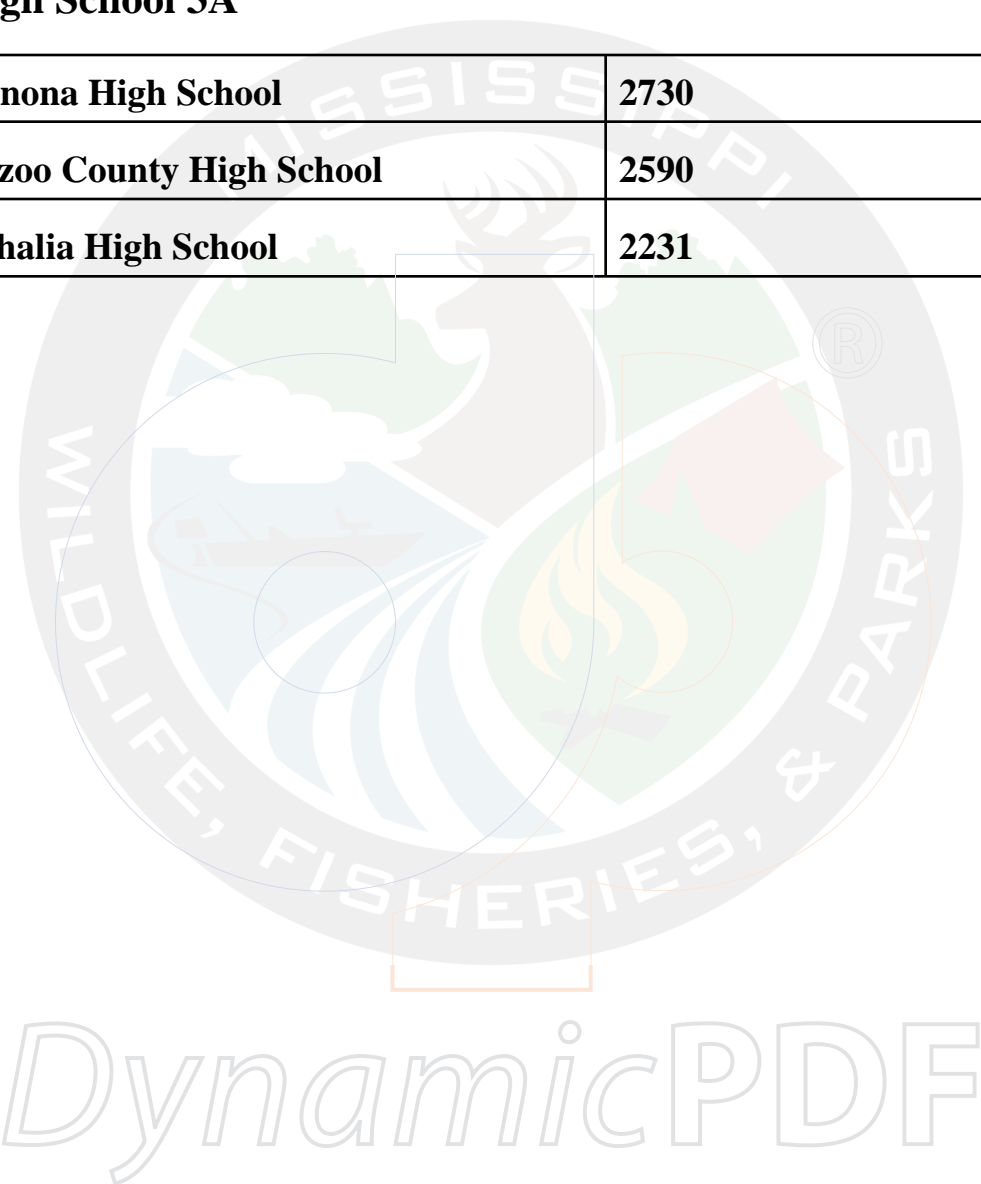 gh School 3A
nona High School 2730
zoo County High School 2590
halia High School 2231
MISSISSIPPI
®
WILDLIFE, FISHERIES, & PARKS
DynamicPDF